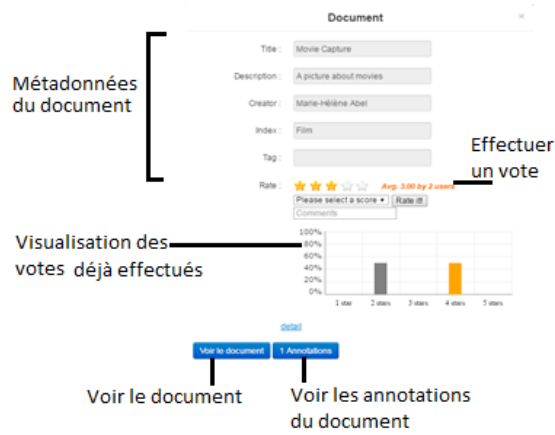 Document ×
Title : Movie Capture
Métadonnées
du document
Description : A picture about movies
Creator : Marie-Hélène Abel
Index : Film
Tag :
Effectuer
un vote
Rate : Avg. 3.00 by 2 users
Please select a score Rate it!
Comments
Visualisation des
votes déjà effectués
100%
80%
60%
40%
20%
0%
1 star 2 stars 3 stars 4 stars 5 stars
detail
Voir le document 1 Annotations
Voir le document
Voir les annotations
du document